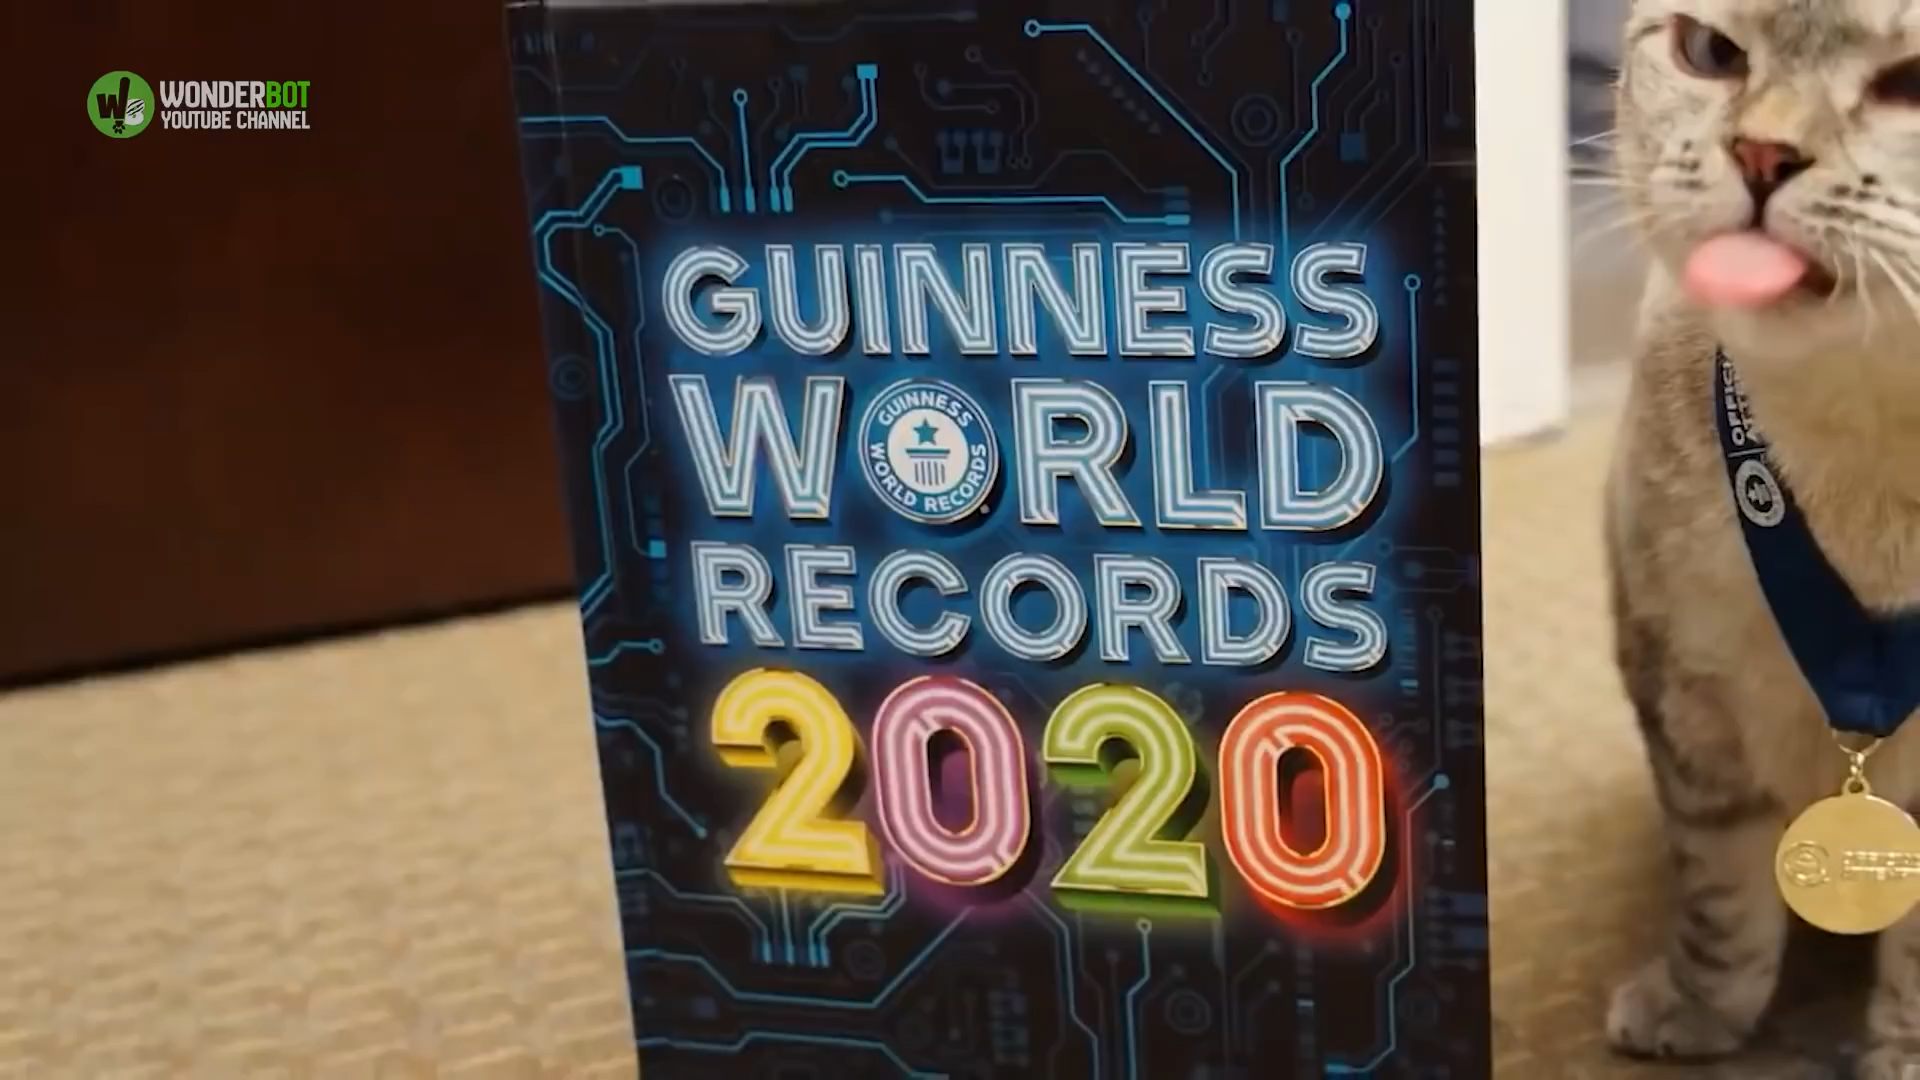 WONDERBOT
YOUTUBE CHANNEL
GUINNESS
WORLD
RECORDS
2020
GUINNESS
WORLD RECORDS